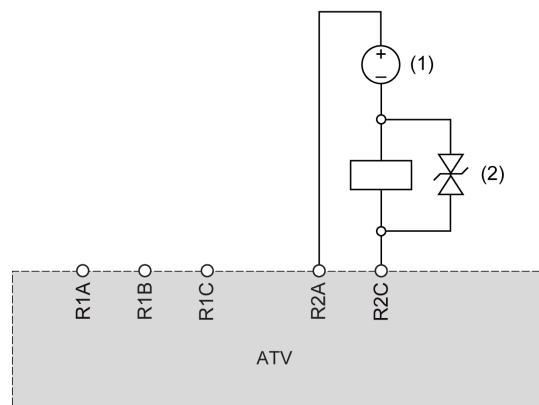 +
(1)
–
(2)
R1A
R1B
R1C
R2A
R2C
ATV